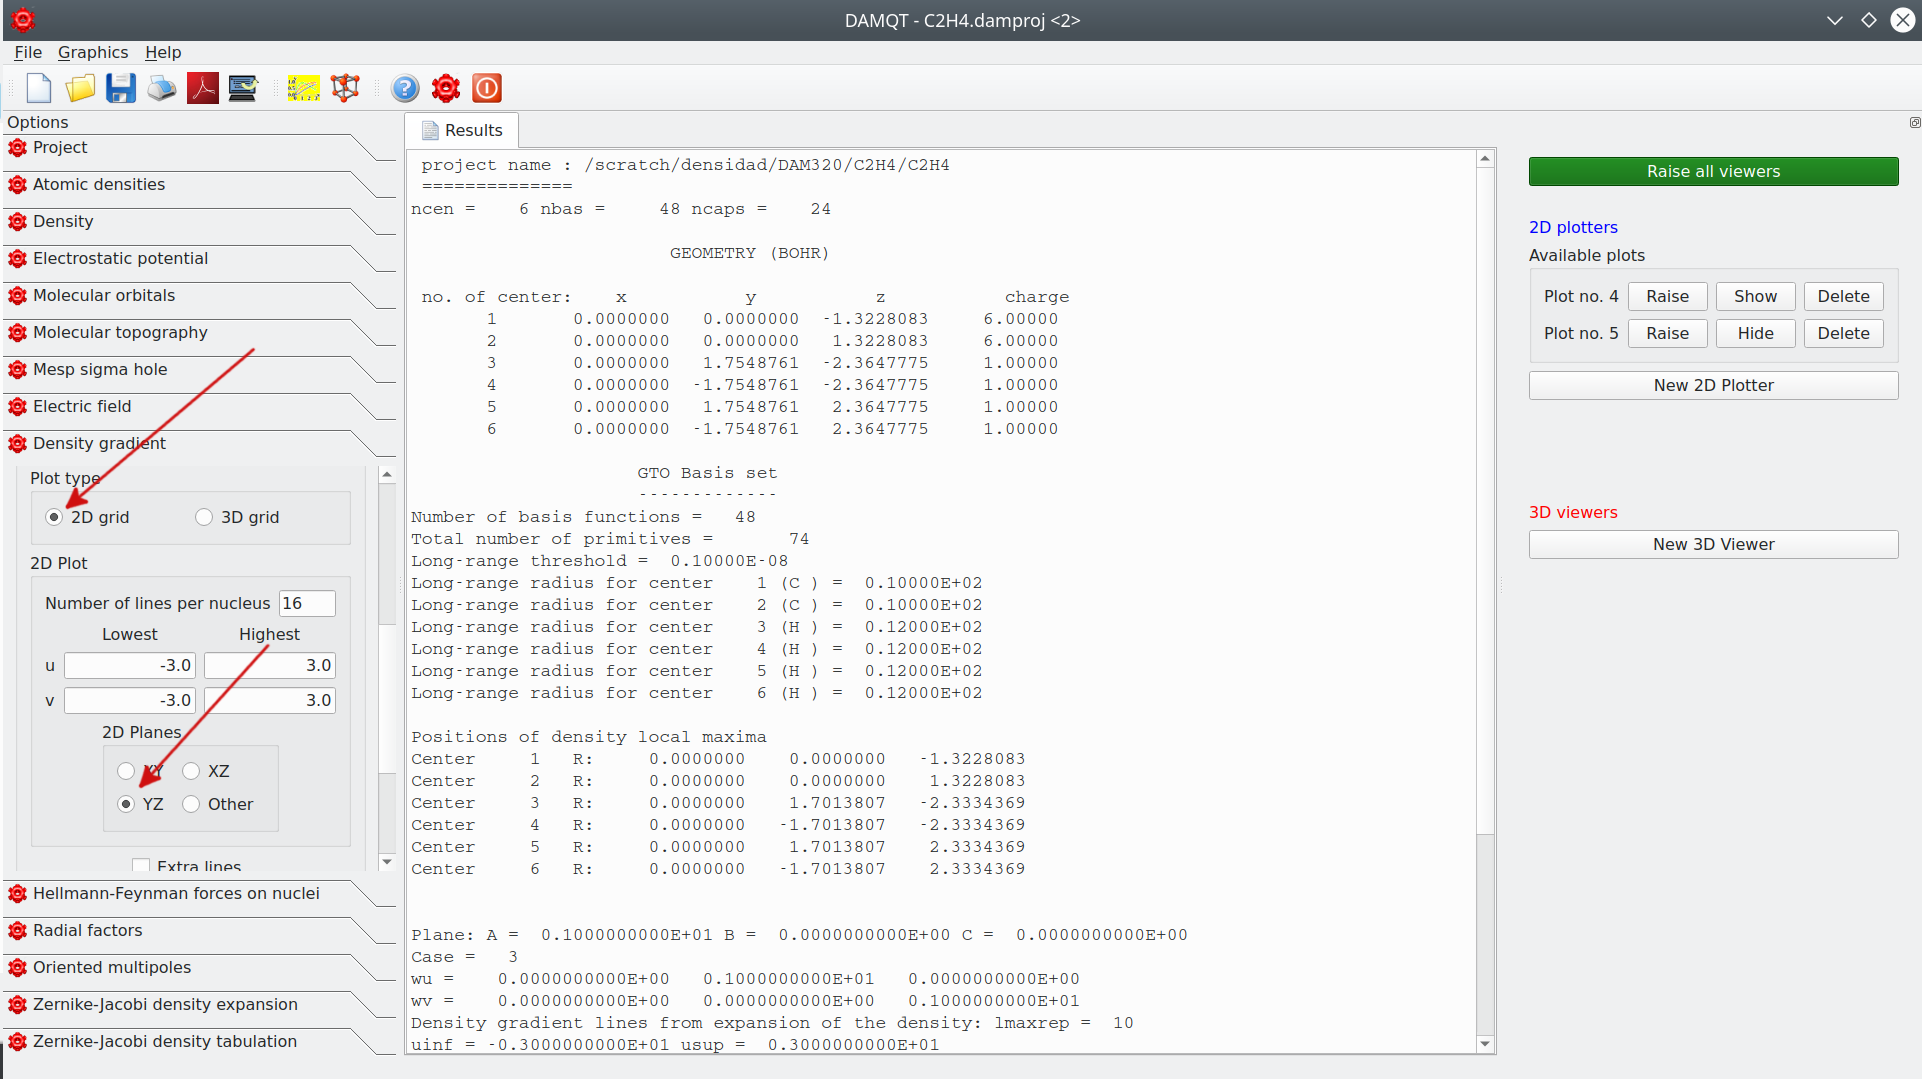 DAMQT - C2H4.damproj <2>
File Graphics Help
Options
Project
Atomic densities
Density
Electrostatic potential
Molecular orbitals
Molecular topography
Mesp sigma hole
Electric field
Density gradient
Plot type
2D grid 3D grid
2D Plot
Number of lines per nucleus 16
Lowest Highest
u -3.0 3.0
v -3.0 3.0
2D Planes
XY XZ
YZ Other
Extra lines
Hellmann-Feynman forces on nuclei
Radial factors
Oriented multipoles
Zernike-Jacobi density expansion
Zernike-Jacobi density tabulation
Results
project name : /scratch/densidad/DAM320/C2H4/C2H4
==============
ncen = 6 nbas = 48 ncaps = 24
GEOMETRY (BOHR)
no. of center: x y z charge
1 0.0000000 0.0000000 -1.3228083 6.00000
2 0.0000000 0.0000000 1.3228083 6.00000
3 0.0000000 1.7548761 -2.3647775 1.00000
4 0.0000000 -1.7548761 -2.3647775 1.00000
5 0.0000000 1.7548761 2.3647775 1.00000
6 0.0000000 -1.7548761 2.3647775 1.00000
GTO Basis set
-------------
Number of basis functions = 48
Total number of primitives = 74
Long-range threshold = 0.10000E-08
Long-range radius for center 1 (C ) = 0.10000E+02
Long-range radius for center 2 (C ) = 0.10000E+02
Long-range radius for center 3 (H ) = 0.12000E+02
Long-range radius for center 4 (H ) = 0.12000E+02
Long-range radius for center 5 (H ) = 0.12000E+02
Long-range radius for center 6 (H ) = 0.12000E+02
Positions of density local maxima
Center 1 R: 0.0000000 0.0000000 -1.3228083
Center 2 R: 0.0000000 0.0000000 1.3228083
Center 3 R: 0.0000000 1.7013807 -2.3334369
Center 4 R: 0.0000000 -1.7013807 -2.3334369
Center 5 R: 0.0000000 1.7013807 2.3334369
Center 6 R: 0.0000000 -1.7013807 2.3334369
Plane: A = 0.1000000000E+01 B = 0.0000000000E+00 C = 0.0000000000E+00
Case = 3
wu = 0.0000000000E+00 0.1000000000E+01 0.0000000000E+00
wv = 0.0000000000E+00 0.0000000000E+00 0.1000000000E+01
Density gradient lines from expansion of the density: lmaxrep = 10
uinf = -0.3000000000E+01 usup = 0.3000000000E+01
Raise all viewers
2D plotters
Available plots
Plot no. 4 Raise Show Delete
Plot no. 5 Raise Hide Delete
New 2D Plotter
3D viewers
New 3D Viewer